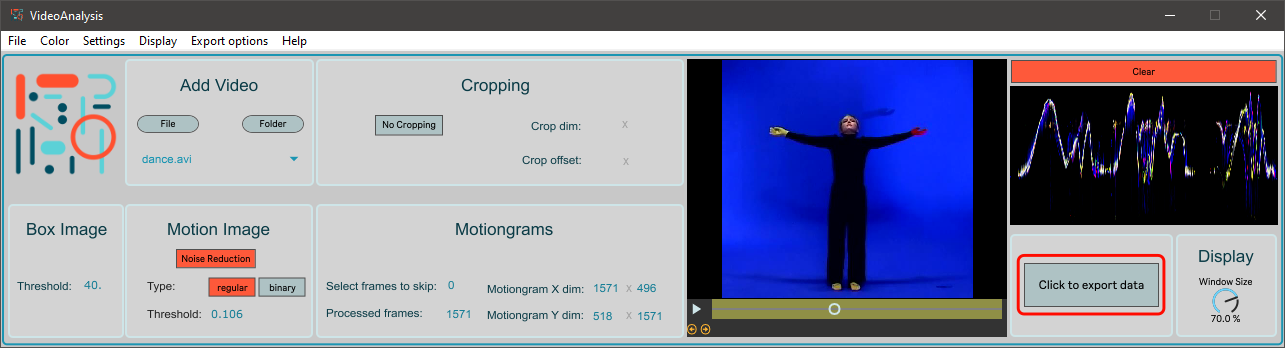 VideoAnalysis
File Color Settings Display Export options Help
Add Video
File Folder
dance.avi
Cropping
No Cropping
Crop dim: x
Crop offset: x
Clear
Box Image
Threshold: 40.
Motion Image
Noise Reduction
Type: regular binary
Threshold: 0.106
Motiongrams
Select frames to skip: 0
Processed frames: 1571
Motiongram X dim: 1571 x 496
Motiongram Y dim: 518 x 1571
Click to export data
Display
Window Size
70.0 %